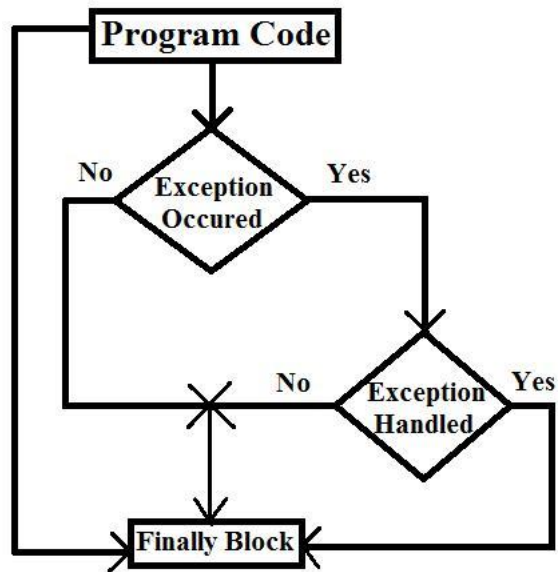 Program Code
No
Yes
Exception
Occured
No
Yes
Exception
Handled
Finally Block